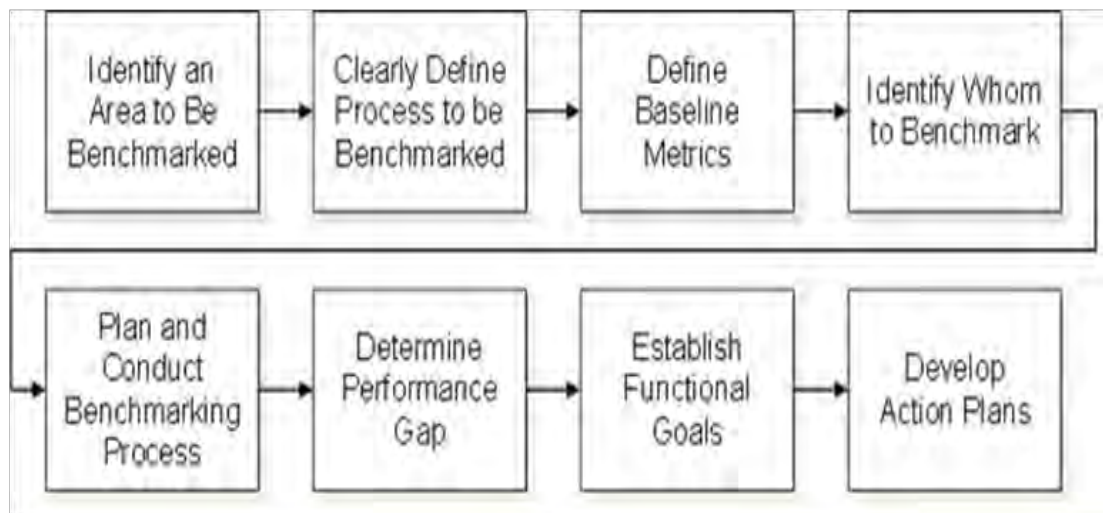 Identify an
Area to Be
Benchmarked
Clearly Define
Process to be
Benchmarked
Define
Baseline
Metrics
Identify Whom
to Benchmark
Plan and
Conduct
Benchmarking
Process
Determine
Performance
Gap
Establish
Functional
Goals
Develop
Action Plans